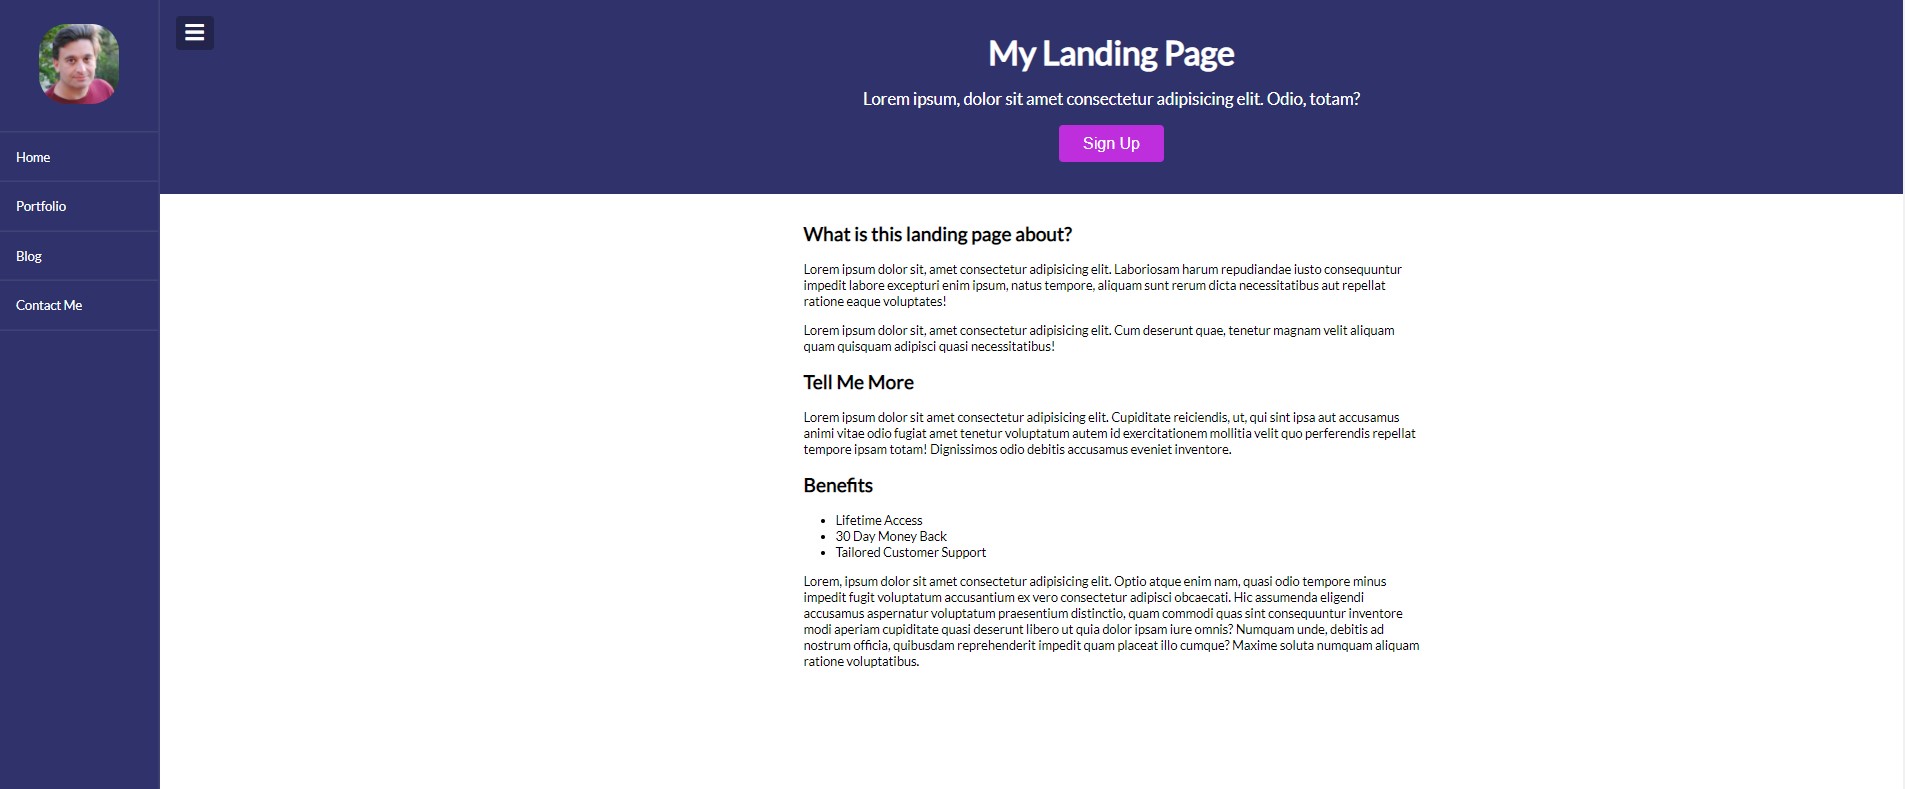 Home
Portfolio
Blog
Contact Me
My Landing Page
Lorem ipsum, dolor sit amet consectetur adipisicing elit. Odio, totam?
Sign Up
What is this landing page about?
Lorem ipsum dolor sit, amet consectetur adipisicing elit. Laboriosam harum repudiandae iusto consequuntur
impedit labore excepturi enim ipsum, natus tempore, aliquam sunt rerum dicta necessitatibus aut repellat
ratione eaque voluptates!
Lorem ipsum dolor sit, amet consectetur adipisicing elit. Cum deserunt quae, tenetur magnam velit aliquam
quam quisquam adipisci quasi necessitatibus!
Tell Me More
Lorem ipsum dolor sit amet consectetur adipisicing elit. Cupiditate reiciendis, ut, qui sint ipsa aut accusamus
animi vitae odio fugiat amet tenetur voluptatum autem id exercitationem mollitia velit quo perferendis repellat
tempore ipsam totam! Dignissimos odio debitis accusamus eveniet inventore.
Benefits
• Lifetime Access
• 30 Day Money Back
• Tailored Customer Support
Lorem, ipsum dolor sit amet consectetur adipisicing elit. Optio atque enim nam, quasi odio tempore minus
impedit fugit voluptatum accusantium ex vero consectetur adipisci obcaecati. Hic assumenda eligendi
accusamus aspernatur voluptatum praesentium distinctio, quam commodi quas sint consequuntur inventore
modi aperiam cupiditate quasi deserunt libero ut quia dolor ipsam iure omnis? Numquam unde, debitis ad
nostrum officia, quibusdam reprehenderit impedit quam placeat illo cumque? Maxime soluta numquam aliquam
ratione voluptatibus.